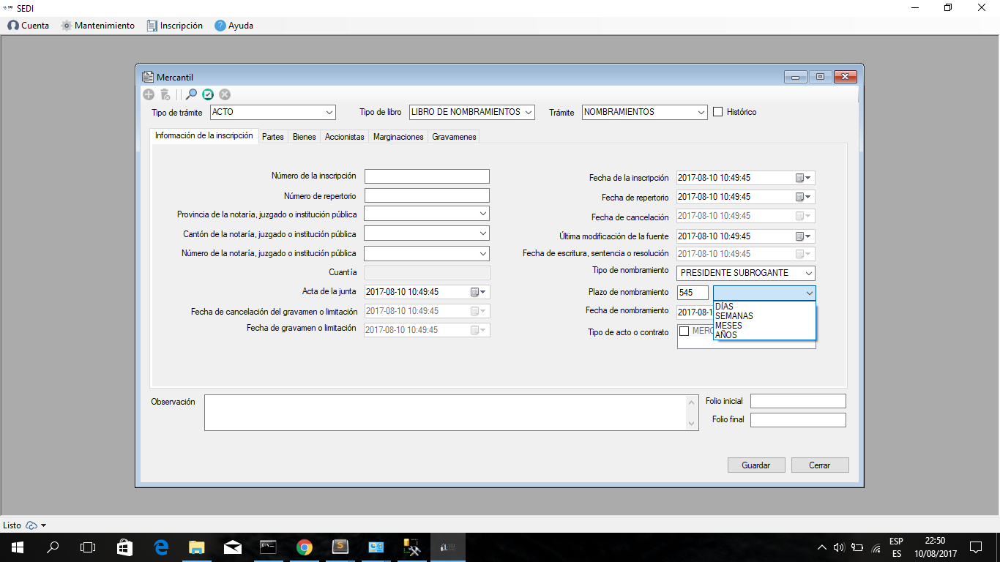 SEDI
Cuenta Mantenimiento Inscripción Ayuda
Mercantil
Tipo de trámite ACTO Tipo de libro LIBRO DE NOMBRAMIENTOS Trámite NOMBRAMIENTOS Histórico
Información de la inscripción Partes Bienes Accionistas Marginaciones Gravamenes
Número de la inscripción
Número de repertorio
Provincia de la notaría, juzgado o institución pública
Cantón de la notaría, juzgado o institución pública
Número de la notaría, juzgado o institución pública
Cuantía
Acta de la junta 2017-08-10 10:49:45
Fecha de cancelación del gravamen o limitación 2017-08-10 10:49:45
Fecha de gravamen o limitación 2017-08-10 10:49:45
Fecha de la inscripción 2017-08-10 10:49:45
Fecha de repertorio 2017-08-10 10:49:45
Fecha de cancelación 2017-08-10 10:49:45
Última modificación de la fuente 2017-08-10 10:49:45
Fecha de escritura, sentencia o resolución 2017-08-10 10:49:45
Tipo de nombramiento PRESIDENTE SUBROGANTE
Plazo de nombramiento 545
DÍAS
SEMANAS
MESES
AÑOS
Fecha de nombramiento 2017-08-1
Tipo de acto o contrato MERC
Observación
Folio inicial
Folio final
Guardar Cerrar
Listo
ESP
ES
22:50
10/08/2017